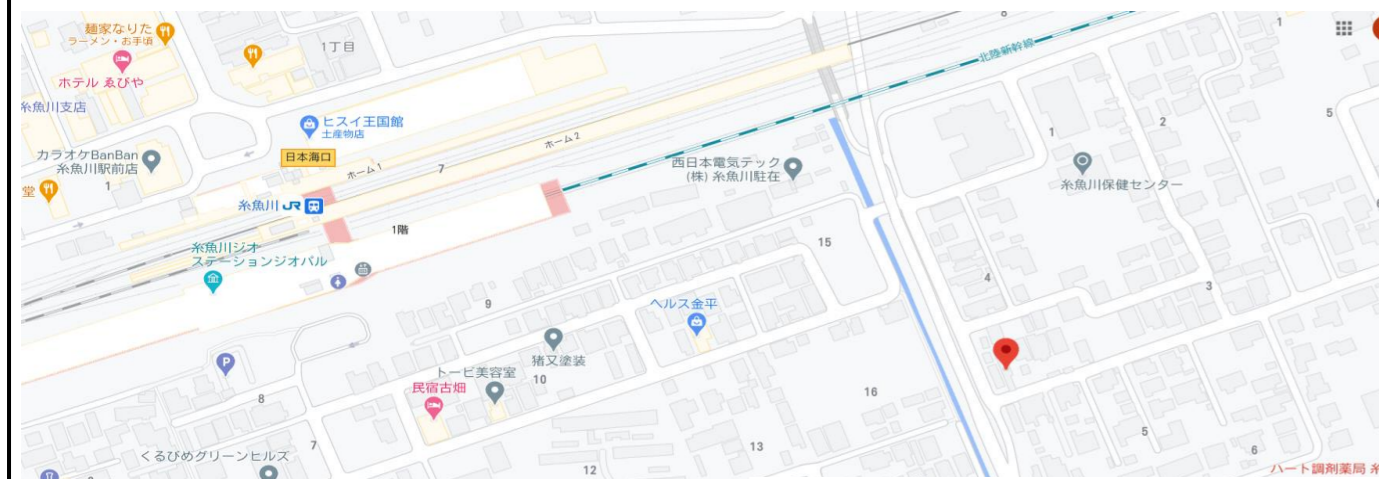 麺家なりた
ラーメン・お手頃
ホテル ゑびや
糸魚川支店
1丁目
8
1
北陸新幹線
5
2
ヒスイ王国館
土産物店
カラオケBanBan
糸魚川駅前店
日本海口
ホーム1
7
ホーム2
堂
1
西日本電気テック
(株) 糸魚川駐在
1
糸魚川保健センター
糸魚川 JR
1階
糸魚川ジオ
ステーションジオパル
15
4
3
9
ヘルス金平
P
猪又塗装
トービ美容室
10
民宿古畑
8
16
7
くるびめグリーンヒルズ
12
13
5
6
ハート調剤薬局